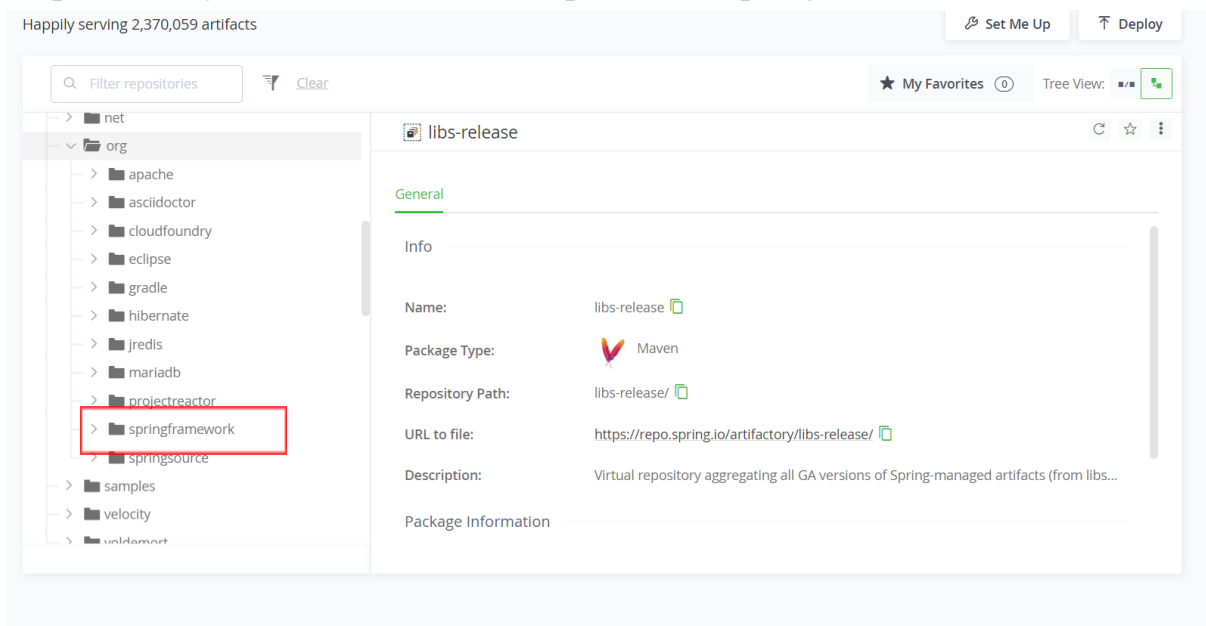 Happily serving 2,370,059 artifacts
Set Me Up
Deploy
Filter repositories
Clear
My Favorites 0
Tree View:
net
org
apache
asciidoctor
cloudfoundry
eclipse
gradle
hibernate
jredis
mariadb
projectreactor
springframework
springsource
samples
velocity
voldemort
libs-release
General
Info
Name: libs-release
Package Type: Maven
Repository Path: libs-release/
URL to file: https://repo.spring.io/artifactory/libs-release/
Description: Virtual repository aggregating all GA versions of Spring-managed artifacts (from libs...
Package Information